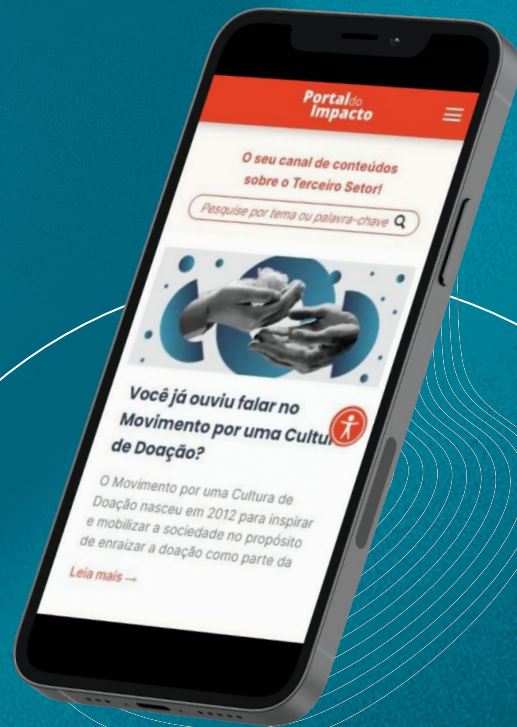 Portaldo
Impacto
O seu canal de conteúdos
sobre o Terceiro Setor!
Pesquise por tema ou palavra-chave
Você já ouviu falar no
Movimento por uma Cultur
de Doação?
O Movimento por uma Cultura de
Doação nasceu em 2012 para inspirar
e mobilizar a sociedade no propósito
de enraizar a doação como parte da
Leia mais →